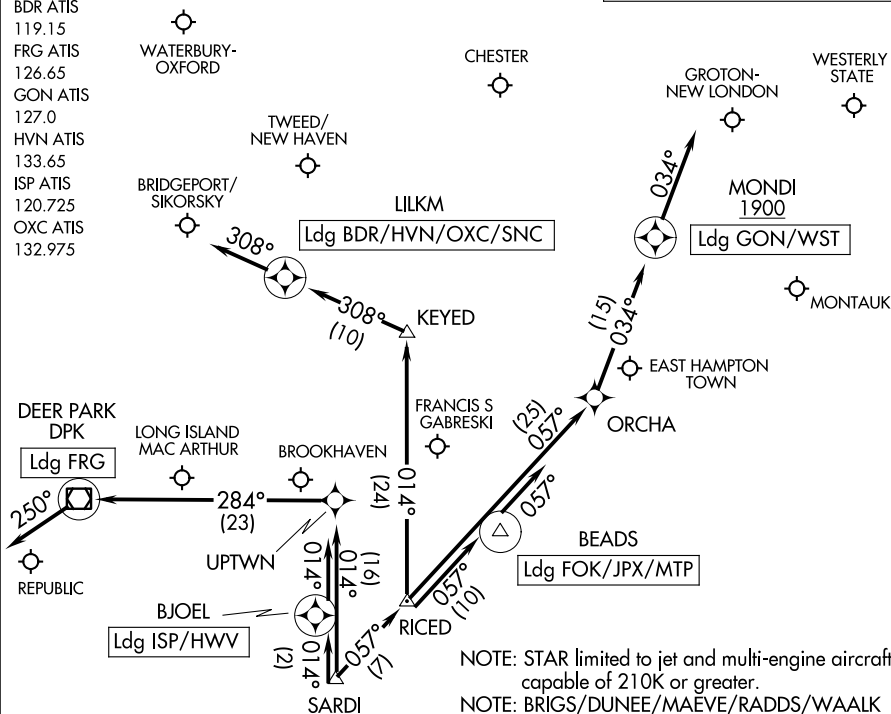 BDR ATIS
119.15
FRG ATIS
126.65
GON ATIS
127.0
HVN ATIS
133.65
ISP ATIS
120.725
OXC ATIS
132.975
WATERBURY-
OXFORD
CHESTER
GROTON-
NEW LONDON
WESTERLY
STATE
TWEED/
NEW HAVEN
BRIDGEPORT/
SIKORSKY
LILKM
Ldg BDR/HVN/OXC/SNC
034°
MONDI
1900
Ldg GON/WST
308°
308°
(10)
KEYED
(15)
034°
MONTAUK
EAST HAMPTON
TOWN
ORCHA
DEER PARK
DPK
Ldg FRG
LONG ISLAND
MAC ARTHUR
BROOKHAVEN
FRANCIS S
GABRESKI
(25)
057°
250°
284°
(23)
014°
(24)
057°
UPTWN
REPUBLIC
014°
014°
(16)
BEADS
Ldg FOK/JPX/MTP
057°
(10)
BJOEL
Ldg ISP/HWV
RICED
(2)
014°
057°
(7)
SARDI
NOTE: STAR limited to jet and multi-engine aircraft
capable of 210K or greater.
NOTE: BRIGS/DUNEE/MAEVE/RADDS/WAALK